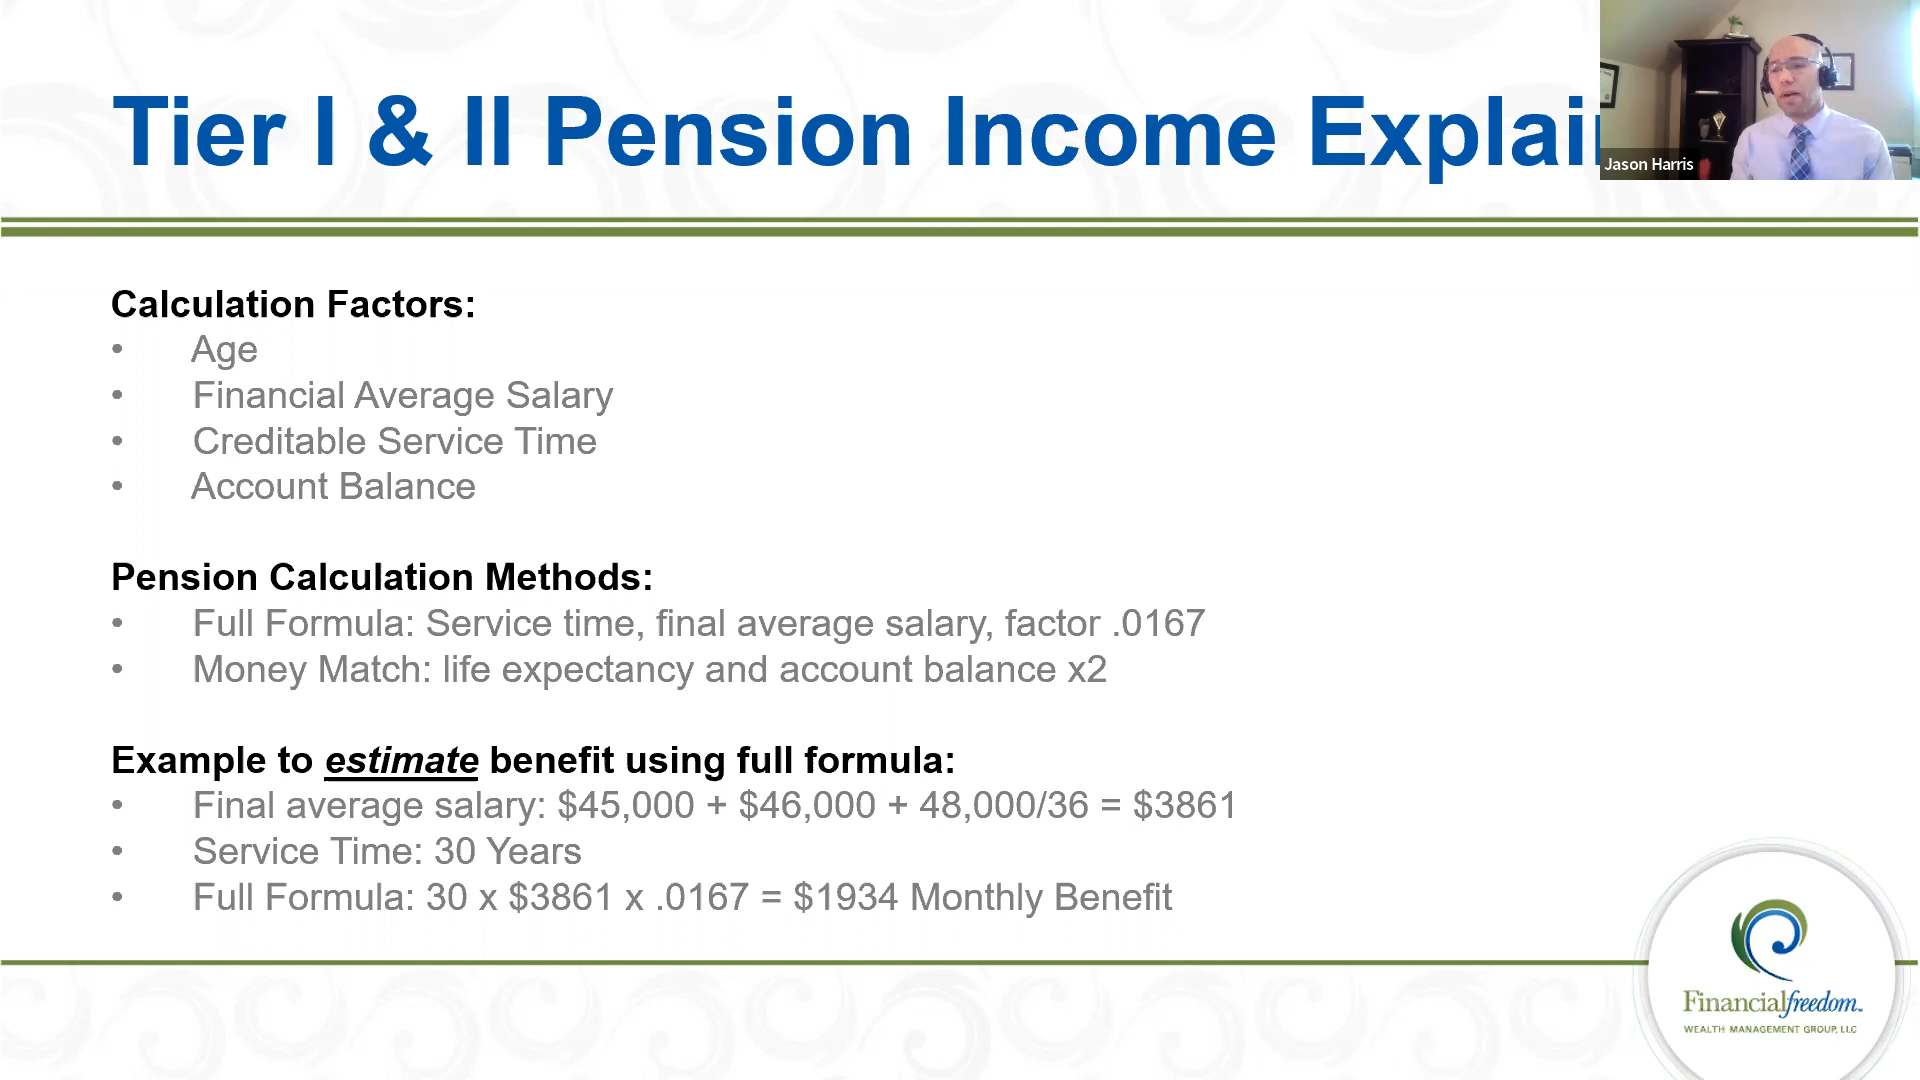 Tier I & II Pension Income Explai
Jason Harris
Calculation Factors:
• Age
• Financial Average Salary
• Creditable Service Time
• Account Balance
Pension Calculation Methods:
• Full Formula: Service time, final average salary, factor .0167
• Money Match: life expectancy and account balance x2
Example to estimate benefit using full formula:
• Final average salary: $45,000 + $46,000 + 48,000/36 = $3861
• Service Time: 30 Years
• Full Formula: 30 x $3861 x .0167 = $1934 Monthly Benefit
Financialfreedom
WEALTH MANAGEMENT GROUP, LLC